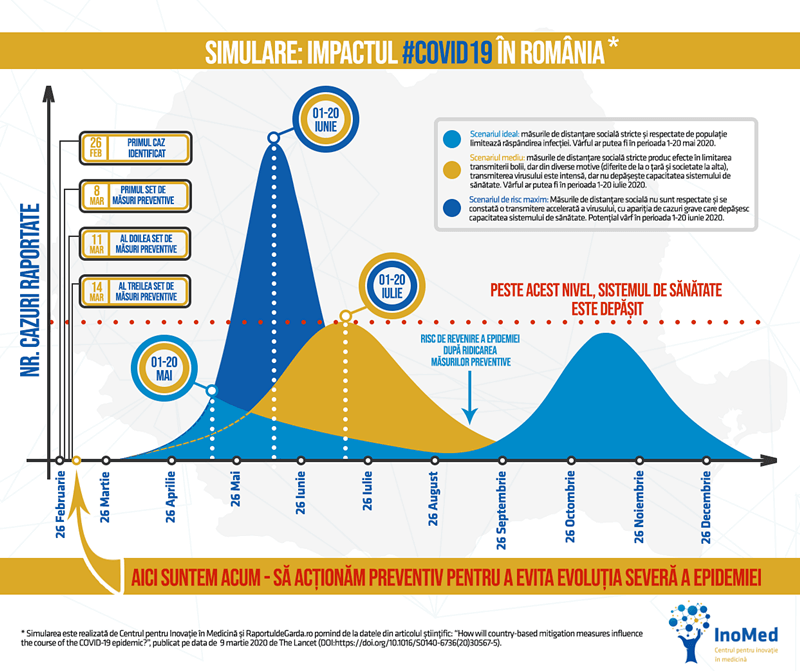 SIMULARE: IMPACTUL #COVID19 ÎN ROMÂNIA *
NR. CAZURI RAPORTATE
26
FEB
PRIMUL CAZ
IDENTIFICAT
8
MAR
PRIMUL SET DE
MĂSURI PREVENTIVE
11
MAR
AL DOILEA SET DE
MĂSURI PREVENTIVE
14
MAR
AL TREILEA SET DE
MĂSURI PREVENTIVE
01-20
IUNIE
Scenariul ideal: măsurile de distanțare socială stricte și respectate de populație
limitează răspândirea infecției. Vârful ar putea fi în perioada 1-20 mai 2020.
Scenariul mediu: măsurile de distanțare socială stricte produc efecte în limitarea
transmiterii bolii, dar din diverse motive (diferite de la o țară și societate la alta),
transmiterea virusului este intensă, dar nu depășește capacitatea sistemului de
sănătate. Vârful ar putea fi în perioada 1-20 iulie 2020.
Scenariul de risc maxim: Măsurile de distanțare socială nu sunt respectate și se
constată o transmitere accelerată a virusului, cu apariția de cazuri grave care depășesc
capacitatea sistemului de sănătate. Potențial vârf în perioada 1-20 iunie 2020.
01-20
IULIE
PESTE ACEST NIVEL, SISTEMUL DE SĂNĂTATE
ESTE DEPĂȘIT
01-20
MAI
RISC DE REVENIRE A EPIDEMIEI
DUPĂ RIDICAREA
MĂSURILOR PREVENTIVE
26 Februarie
26 Martie
26 Aprilie
26 Mai
26 Iunie
26 Iulie
26 August
26 Septembrie
26 Octombrie
26 Noiembrie
26 Decembrie
AICI SUNTEM ACUM - SĂ ACȚIONĂM PREVENTIV PENTRU A EVITA EVOLUȚIA SEVERĂ A EPIDEMIEI
* Simularea este realizată de Centrul pentru Inovație în Medicină și RaportuldeGarda.ro pornind de la datele din articolul științific: "How will country-based mitigation measures influence
the course of the COVID-19 epidemic?", publicat pe data de 9 martie 2020 de The Lancet (DOI:https://doi.org/10.1016/S0140-6736(20)30567-5).
InoMed
Centrul pentru inovație
în medicină